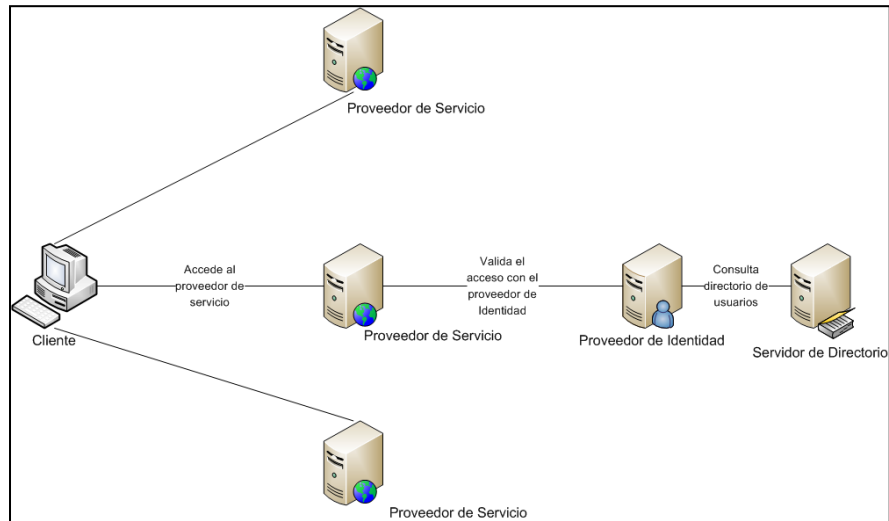 Proveedor de Servicio
Accede al
proveedor de
servicio
Valida el
acceso con el
proveedor de
Identidad
Consulta
directorio de
usuarios
Cliente
Proveedor de Servicio
Proveedor de Identidad
Servidor de Directorio
Proveedor de Servicio